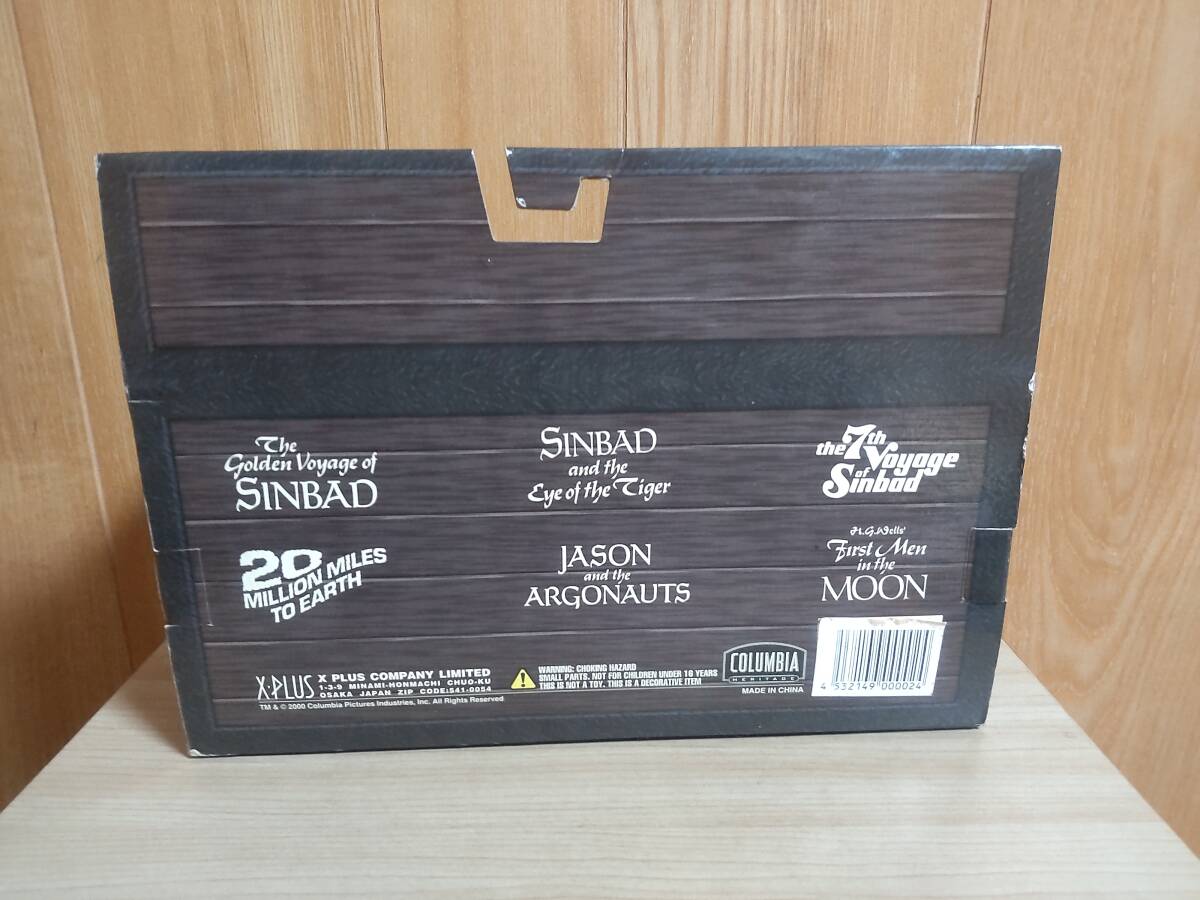 The
Golden Voyage of
SINBAD
SINBAD
and the
Eye of the Tiger
the 7th
Voyage
of
Sinbad
20
MILLION MILES
TO EARTH
JASON
and the
ARGONAUTS
H.G.Wells'
First Men
in the
MOON
X-PLUS
X PLUS COMPANY LIMITED
1-3-9 MINAMI-HONMACHI CHUO-KU
OSAKA JAPAN ZIP CODE:541-0054
TM & © 2000 Columbia Pictures Industries, Inc. All Rights Reserved
WARNING: CHOKING HAZARD
SMALL PARTS. NOT FOR CHILDREN UNDER 16 YEARS
THIS IS NOT A TOY. THIS IS A DECORATIVE ITEM
COLUMBIA
HERITAGE
MADE IN CHINA
4 532149 000024